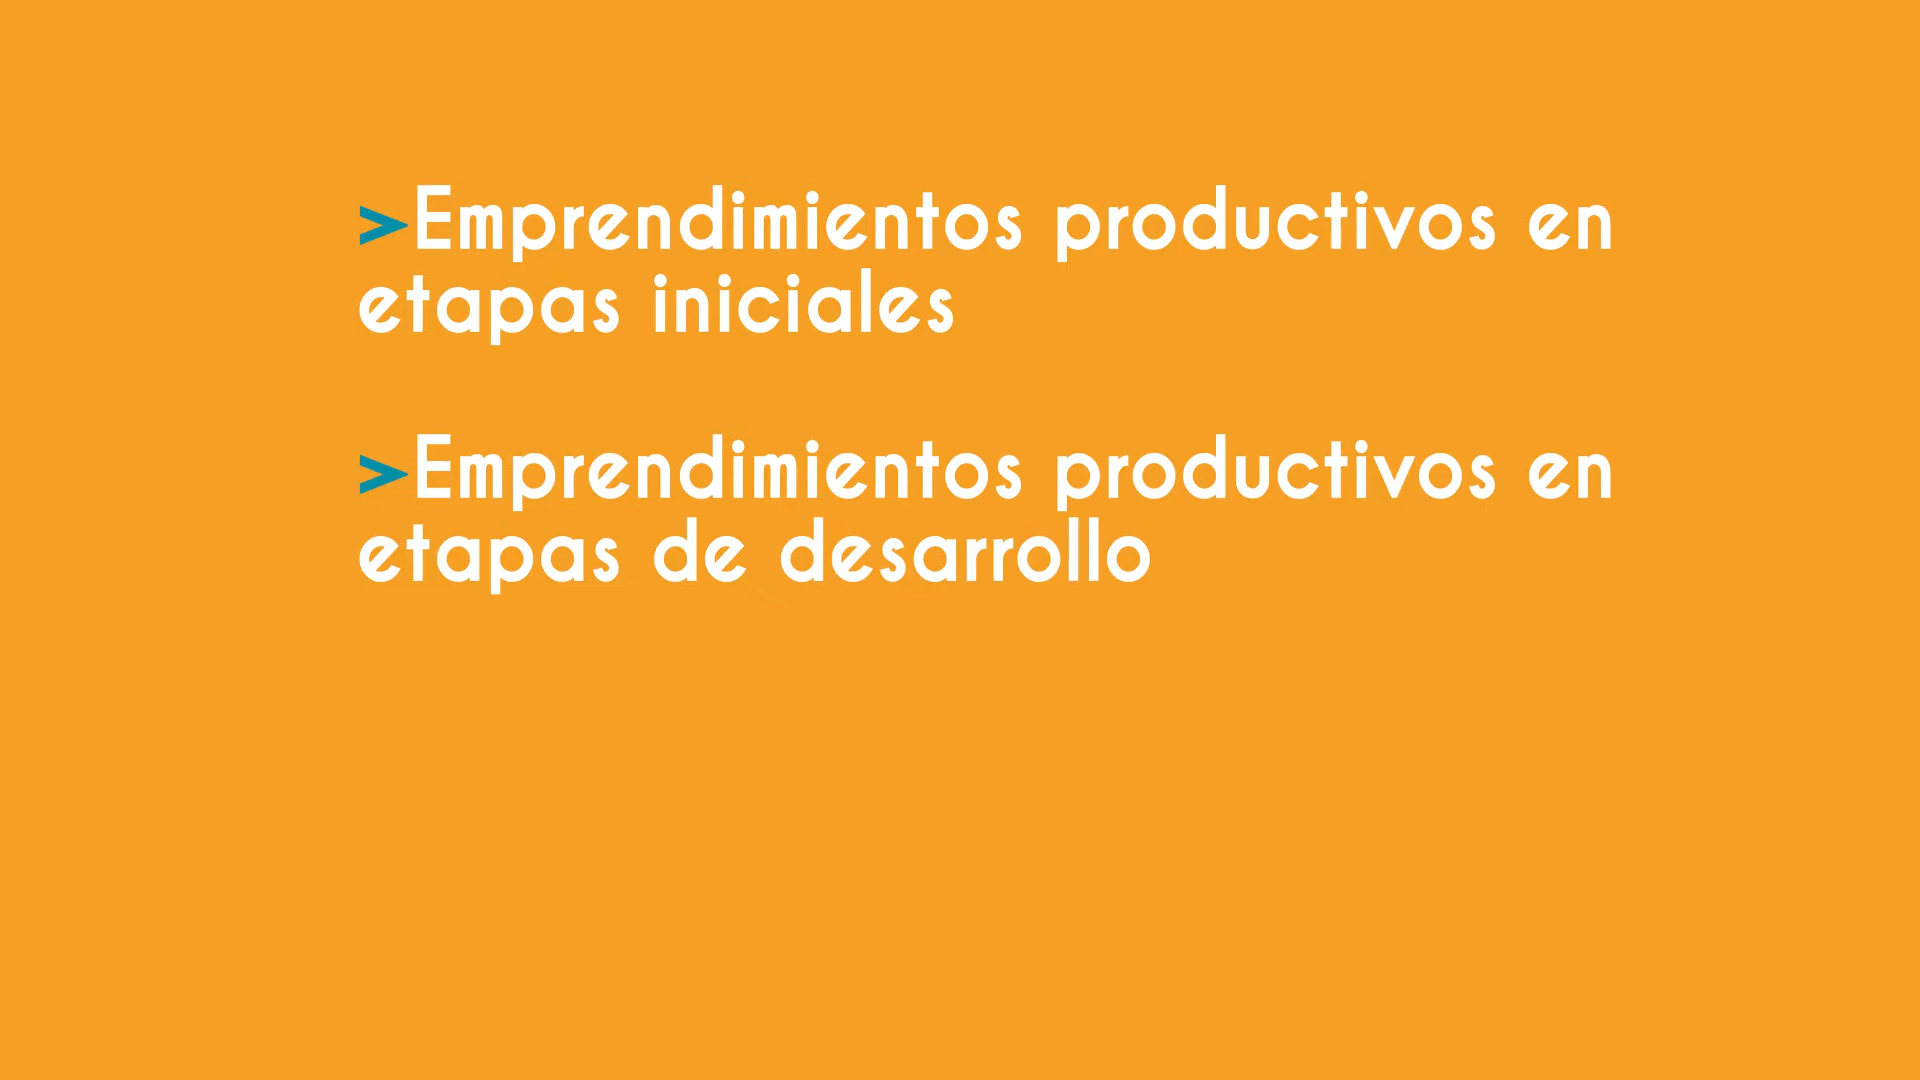 >Emprendimientos productivos en
etapas iniciales
>Emprendimientos productivos en
etapas de desarrollo